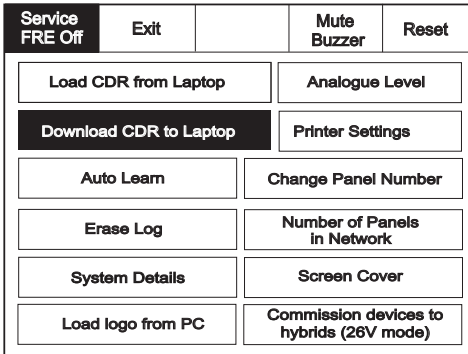 Service
FRE Off
Exit
Mute
Buzzer
Reset
Load CDR from Laptop
Analogue Level
Download CDR to Laptop
Printer Settings
Auto Learn
Change Panel Number
Erase Log
Number of Panels
in Network
System Details
Screen Cover
Load logo from PC
Commission devices to
hybrids (26V mode)